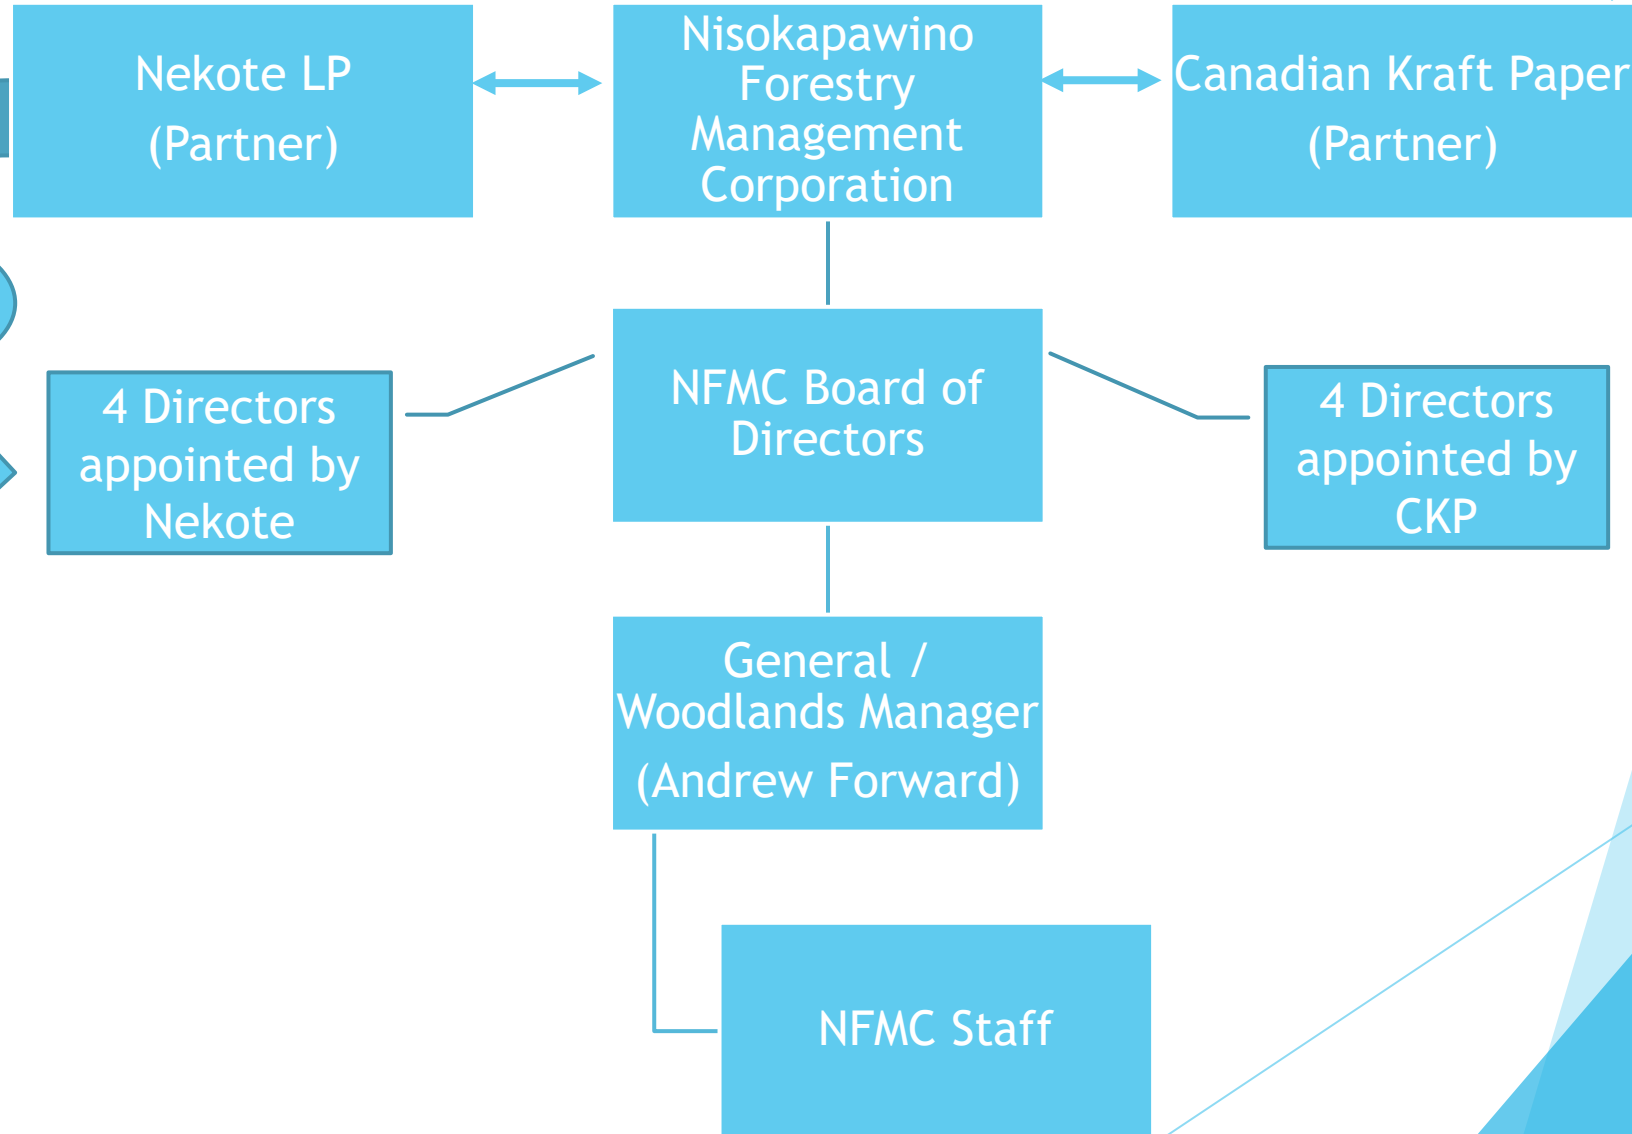 Nekote LP
(Partner)
Nisokapawino
Forestry
Management
Corporation
Canadian Kraft Paper
(Partner)
4 Directors
appointed by
Nekote
NFMC Board of
Directors
4 Directors
appointed by
CKP
General /
Woodlands Manager
(Andrew Forward)
NFMC Staff